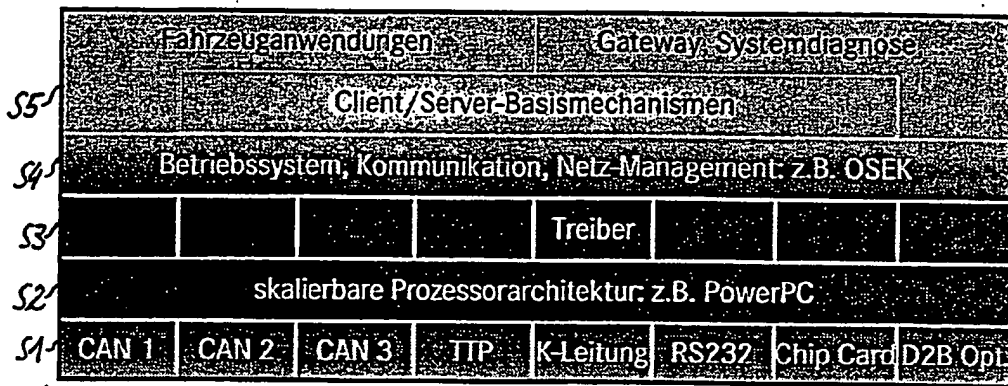 Fahrzeuganwendungen Gateway, Systemdiagnose
S5 Client/Server-Basismechanismen
S4 Betriebssystem, Kommunikation, Netz-Management: z.B. OSEK
S3 Treiber
S2 skalierbare Prozessorarchitektur: z.B. PowerPC
S1 CAN 1 CAN 2 CAN 3 TTP K-Leitung RS232 Chip Card D2B Opt